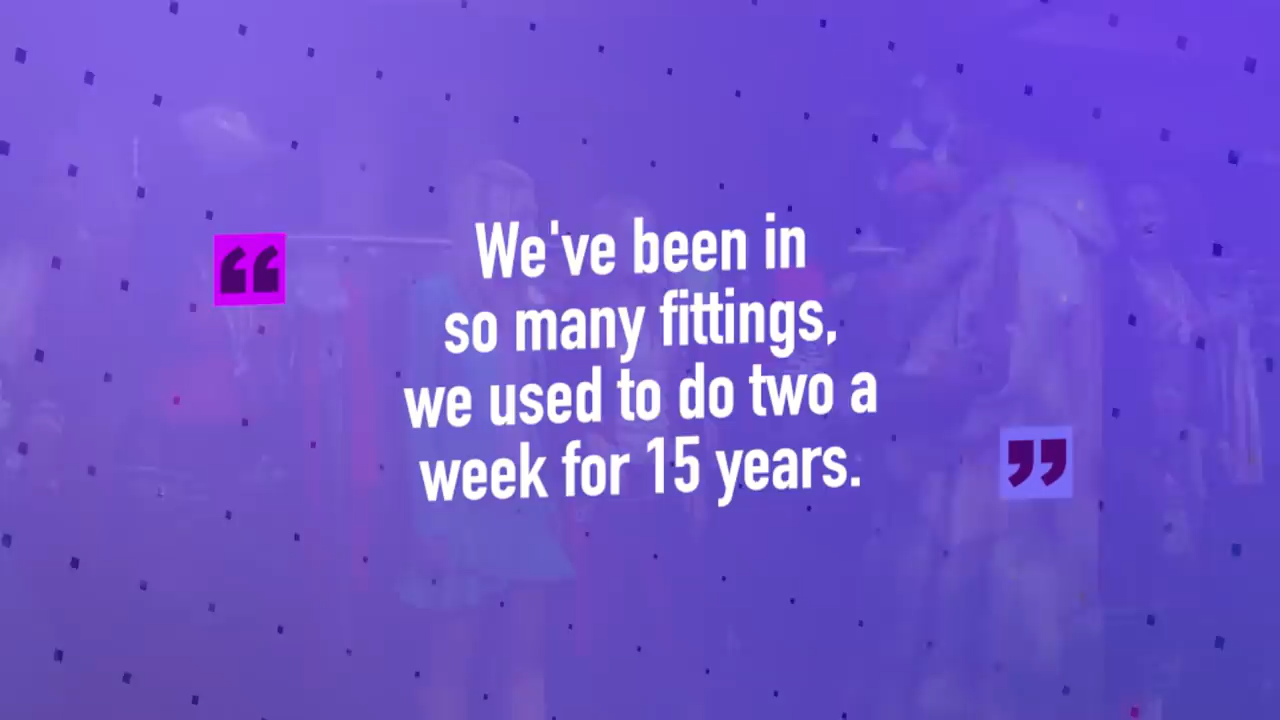 “
We've been in
so many fittings,
we used to do two a
week for 15 years.
”